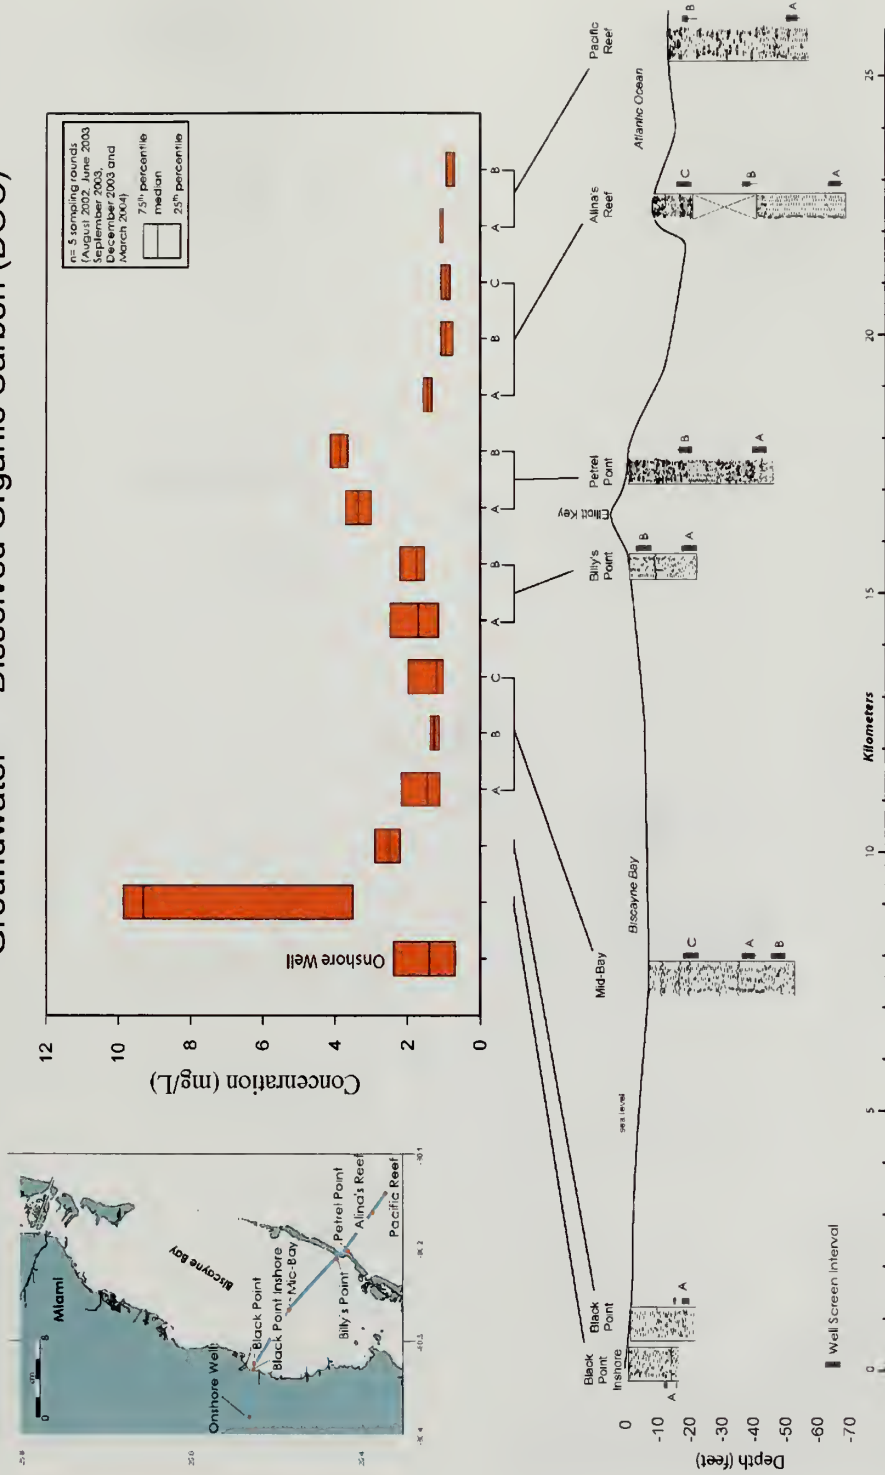 Groundwater — Dissolved Organic Carbon (DOC)
n= 5 sampling rounds
(August 2002, June 2003
September 2003,
December 2003 and
March 2004)
75th percentile
median
25th percentile
Concenration (mg/L)
12
10
8
6
4
2
0
Onshore Well
A
B
C
A
B
A
B
A
B
C
A
B
Miami
Biscayne Bay
Onshore Well
Black Point
Black Point Inshore
Mic-Bay
Billy's Point
Petrel Point
Alina's Reef
Pacific Reef
km
0
8
Black
Point
Inshore
Black
Point
Mid-Bay
Billy's
Point
Petrel
Point
Alina's
Reef
Pacific
Reef
sea level
Biscayne Bay
Elliott Key
Atlantic Ocean
A
A
C
A
B
B
A
B
A
C
B
A
B
A
Depth (feet)
0
-10
-20
-30
-40
-50
-60
-70
Well Screen Interval
0
5
10
15
20
25
Kilometers